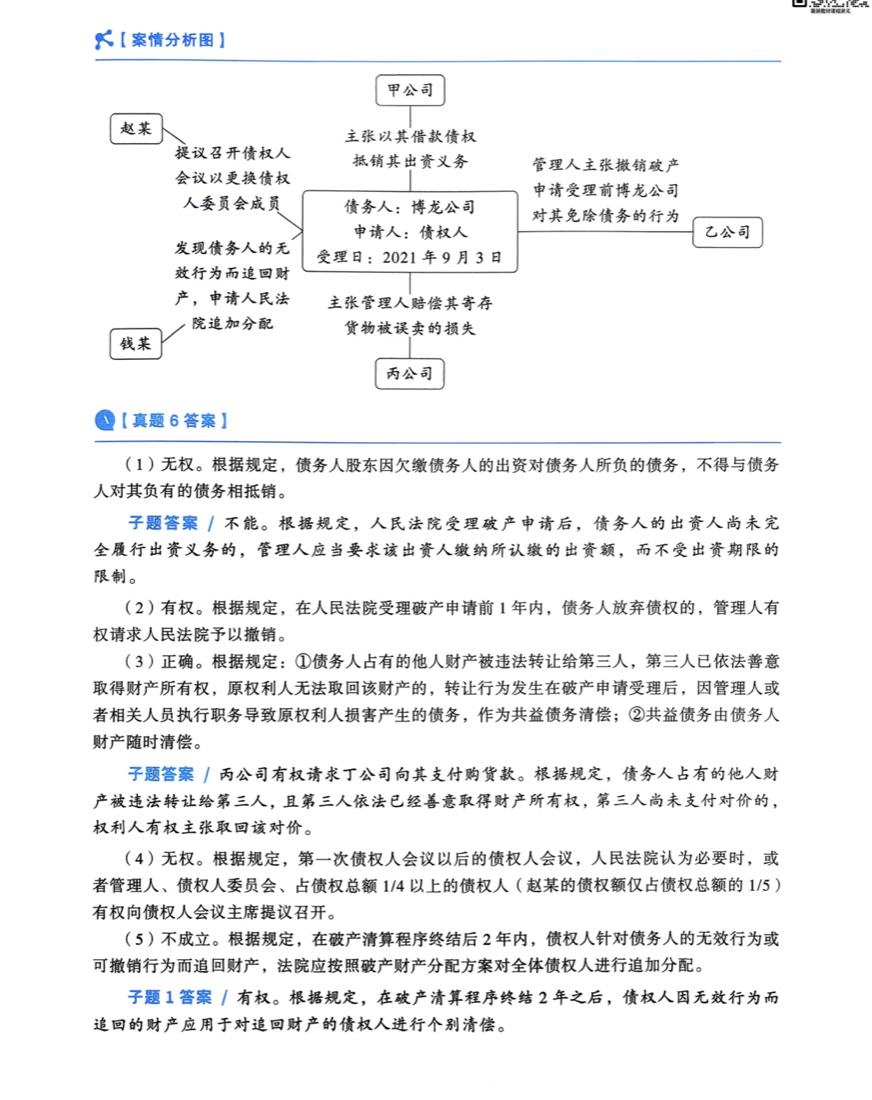 【案情分析图】
甲公司
赵某
主张以其借款债权
抵销其出资义务
提议召开债权人
会议以更换债权
人委员会成员
管理人主张撤销破产
申请受理前博龙公司
对其免除债务的行为
债务人：博龙公司
申请人：债权人
受理日：2021年9月3日
乙公司
发现债务人的无
效行为而追回财
产，申请人民法
院追加分配
主张管理人赔偿其寄存
货物被误卖的损失
钱某
丙公司
【真题6答案】
（1）无权。根据规定，债务人股东因欠缴债务人的出资对债务人所负的债务，不得与债务
人对其负有的债务相抵销。
子题答案 / 不能。根据规定，人民法院受理破产申请后，债务人的出资人尚未完
全履行出资义务的，管理人应当要求该出资人缴纳所认缴的出资额，而不受出资期限的
限制。
（2）有权。根据规定，在人民法院受理破产申请前1年内，债务人放弃债权的，管理人有
权请求人民法院予以撤销。
（3）正确。根据规定：①债务人占有的他人财产被违法转让给第三人，第三人已依法善意
取得财产所有权，原权利人无法取回该财产的，转让行为发生在破产申请受理后，因管理人或
者相关人员执行职务导致原权利人损害产生的债务，作为共益债务清偿；②共益债务由债务人
财产随时清偿。
子题答案 / 丙公司有权请求丁公司向其支付购货款。根据规定，债务人占有的他人财
产被违法转让给第三人，且第三人依法已经善意取得财产所有权，第三人尚未支付对价的，
权利人有权主张取回该对价。
（4）无权。根据规定，第一次债权人会议以后的债权人会议，人民法院认为必要时，或
者管理人、债权人委员会、占债权总额1/4以上的债权人（赵某的债权额仅占债权总额的1/5）
有权向债权人会议主席提议召开。
（5）不成立。根据规定，在破产清算程序终结后2年内，债权人针对债务人的无效行为或
可撤销行为而追回财产，法院应按照破产财产分配方案对全体债权人进行追加分配。
子题1答案 / 有权。根据规定，在破产清算程序终结2年之后，债权人因无效行为而
追回的财产应用于对追回财产的债权人进行个别清偿。